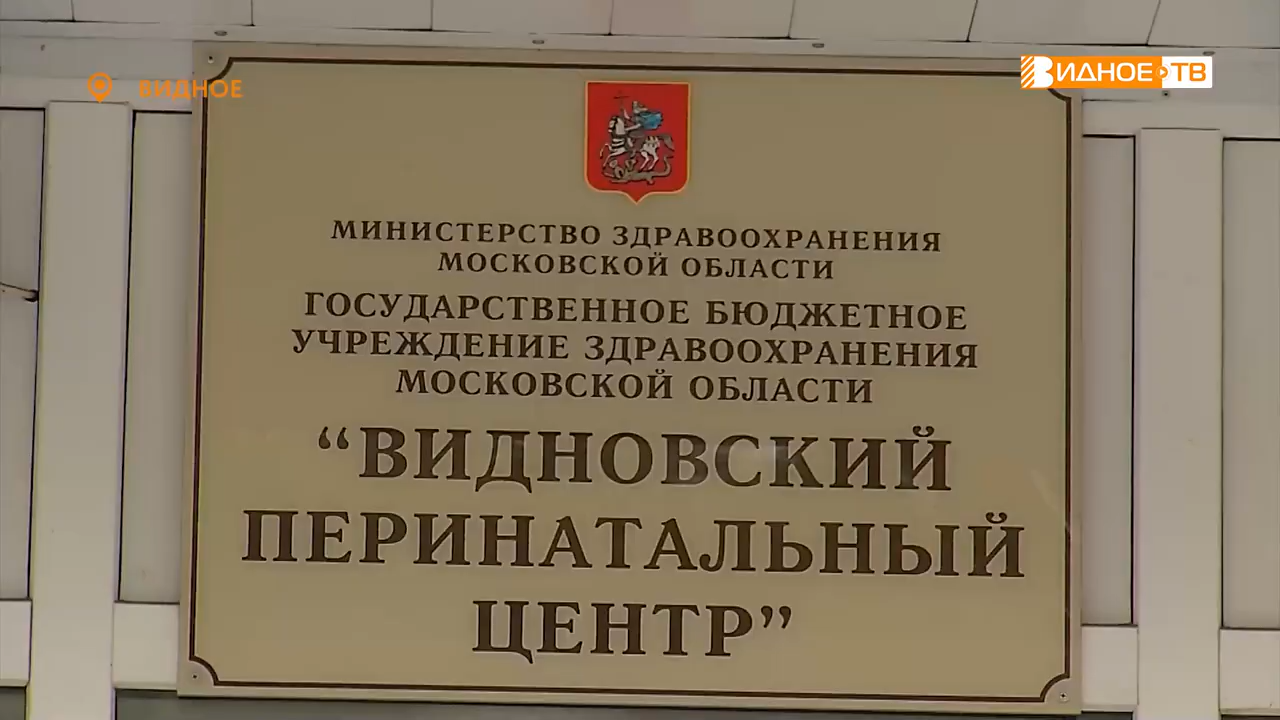 ВИДНОЕ
ВИДНОЕ ТВ
МИНИСТЕРСТВО ЗДРАВООХРАНЕНИЯ
МОСКОВСКОЙ ОБЛАСТИ
ГОСУДАРСТВЕННОЕ БЮДЖЕТНОЕ
УЧРЕЖДЕНИЕ ЗДРАВООХРАНЕНИЯ
МОСКОВСКОЙ ОБЛАСТИ
“ВИДНОВСКИЙ
ПЕРИНАТАЛЬНЫЙ
ЦЕНТР”